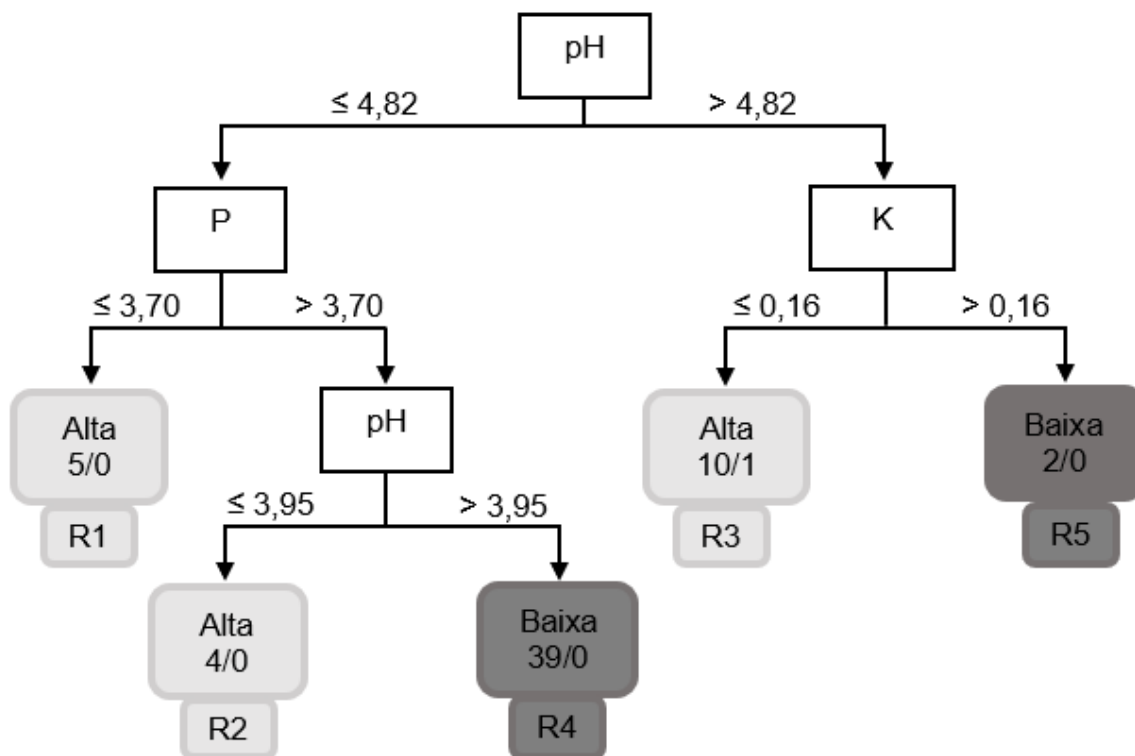 pH
≤ 4,82
> 4,82
P
K
≤ 3,70
> 3,70
≤ 0,16
> 0,16
Alta
5/0
R1
pH
Alta
10/1
R3
Baixa
2/0
R5
≤ 3,95
> 3,95
Alta
4/0
R2
Baixa
39/0
R4